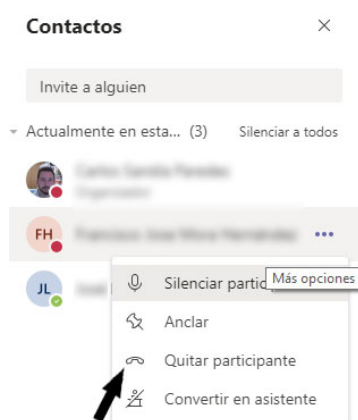 Contactos
Invite a alguien
Actualmente en esta... (3) Silenciar a todos
FH
JL
Silenciar partic
Más opciones
Anclar
Quitar participante
Convertir en asistente